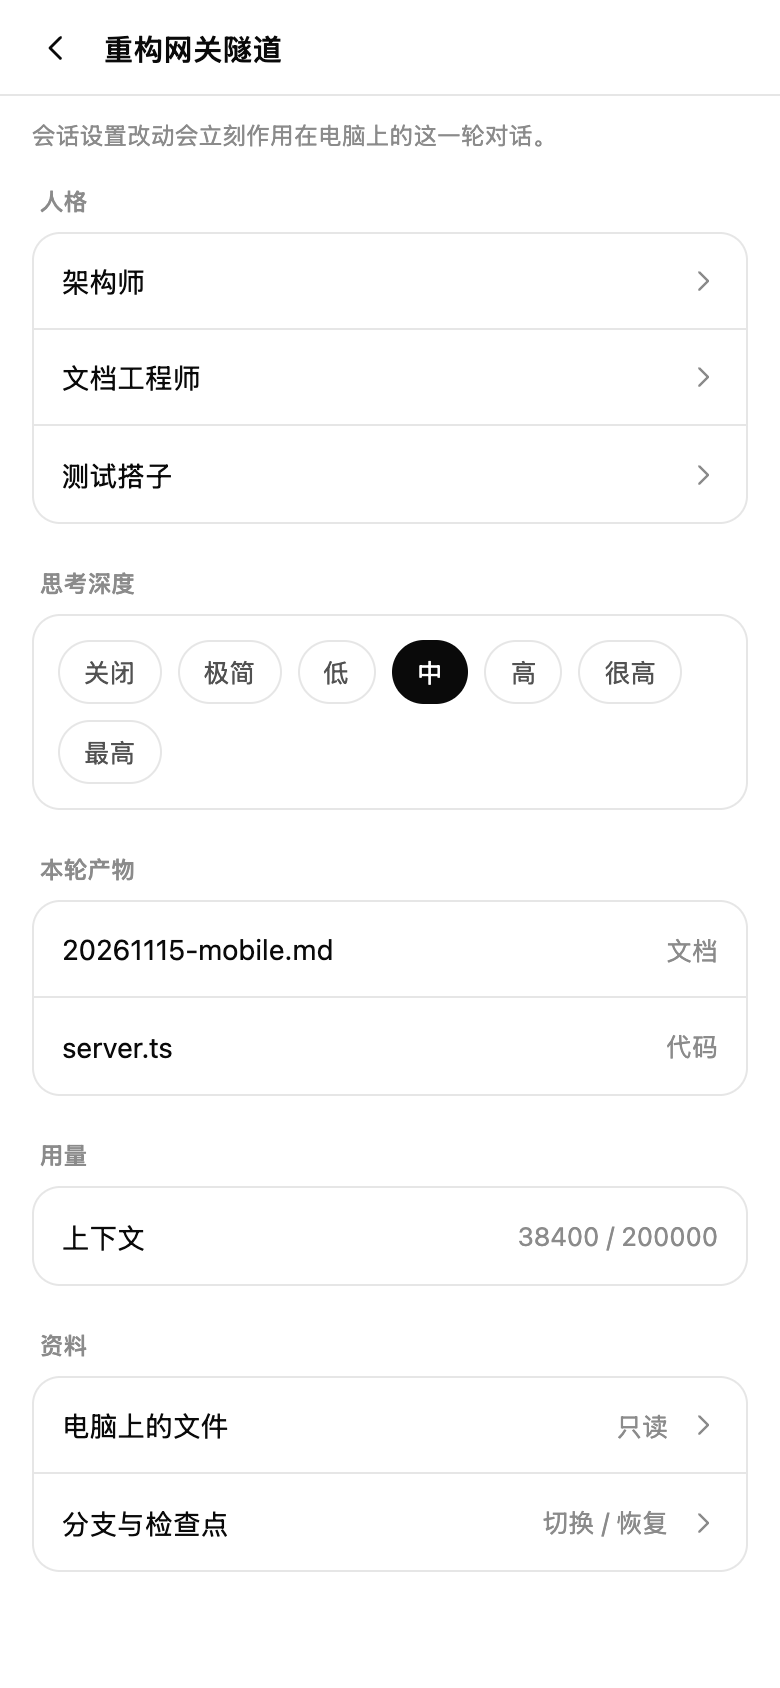 重构网关隧道
会话设置改动会立刻作用在电脑上的这一轮对话。
人格
架构师
文档工程师
测试搭子
思考深度
关闭 极简 低 中 高 很高
最高
本轮产物
20261115-mobile.md 文档
server.ts 代码
用量
上下文 38400 / 200000
资料
电脑上的文件 只读
分支与检查点 切换 / 恢复